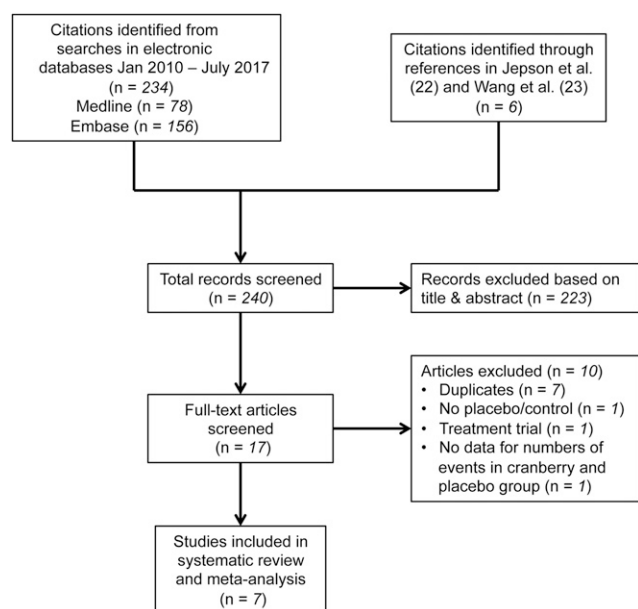 Citations identified from
searches in electronic
databases Jan 2010 – July 2017
(n = 234)
Medline (n = 78)
Embase (n = 156)
Citations identified through
references in Jepson et al.
(22) and Wang et al. (23)
(n = 6)
Total records screened
(n = 240)
Records excluded based on
title & abstract (n = 223)
Full-text articles
screened
(n = 17)
Articles excluded (n = 10)
• Duplicates (n = 7)
• No placebo/control (n = 1)
• Treatment trial (n = 1)
• No data for numbers of
events in cranberry and
placebo group (n = 1)
Studies included in
systematic review
and meta-analysis
(n = 7)